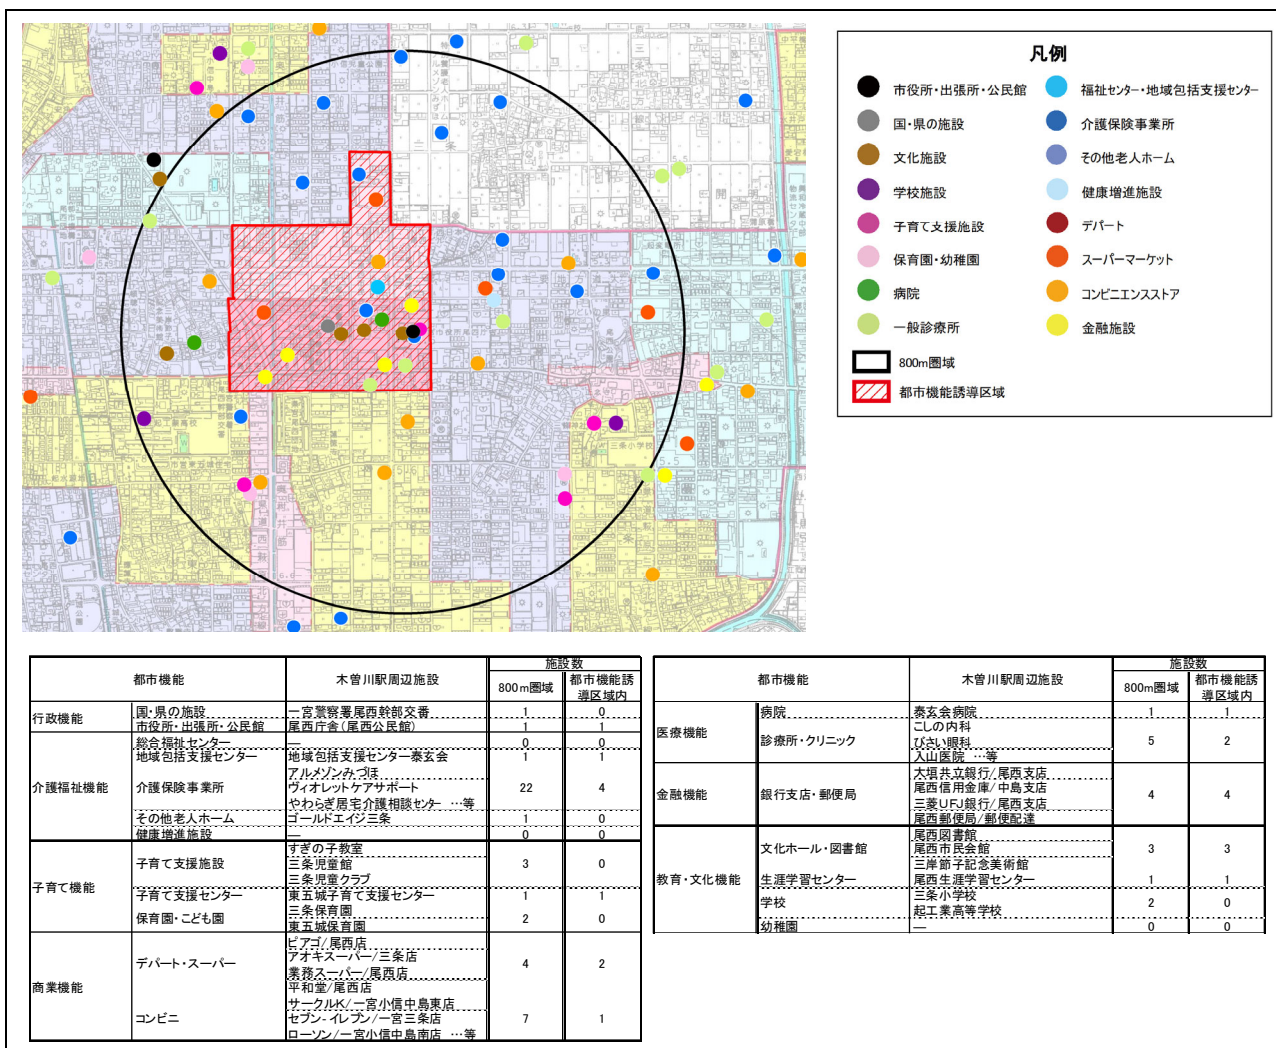 凡例
市役所・出張所・公民館
福祉センター・地域包括支援センター
国・県の施設
介護保険事業所
文化施設
その他老人ホーム
学校施設
健康増進施設
子育て支援施設
デパート
保育園・幼稚園
スーパーマーケット
病院
コンビニエンスストア
一般診療所
金融施設
800m圏域
都市機能誘導区域
都市機能 木曽川駅周辺施設 施設数
800m圏域 都市機能誘導区域内
行政機能
国・県の施設 一宮警察署尾西幹部交番 1 0
市役所・出張所・公民館 尾西庁舎(尾西公民館) 1 1
介護福祉機能
総合福祉センター ― 0 0
地域包括支援センター 地域包括支援センター泰玄会 1 1
介護保険事業所
アルメゾンみづほ
ヴィオレットケアサポート 22 4
やわらぎ居宅介護相談センター …等
その他老人ホーム ゴールドエイジ三条 1 0
健康増進施設 ― 0 0
子育て機能
子育て支援施設
すぎの子教室
三条児童館 3 0
三条児童クラブ
子育て支援センター 東五城子育て支援センター 1 1
保育園・こども園
三条保育園 2 0
東五城保育園
商業機能
デパート・スーパー
ピアゴ/尾西店
アオキスーパー/三条店 4 2
業務スーパー/尾西店
平和堂/尾西店
コンビニ
サークルK/一宮小信中島東店
セブン-イレブン/一宮三条店 7 1
ローソン/一宮小信中島南店 …等
都市機能 木曽川駅周辺施設 施設数
800m圏域 都市機能誘導区域内
医療機能
病院 泰玄会病院 1 1
診療所・クリニック
こしの内科
びさい眼科 5 2
入山医院 …等
金融機能
銀行支店・郵便局
大垣共立銀行/尾西支店
尾西信用金庫/中島支店 4 4
三菱UFJ銀行/尾西支店
尾西郵便局/郵便配達
教育・文化機能
文化ホール・図書館
尾西図書館
尾西市民会館 3 3
三岸節子記念美術館
生涯学習センター 尾西生涯学習センター 1 1
学校
三条小学校 2 0
起工業高等学校
幼稚園 ― 0 0